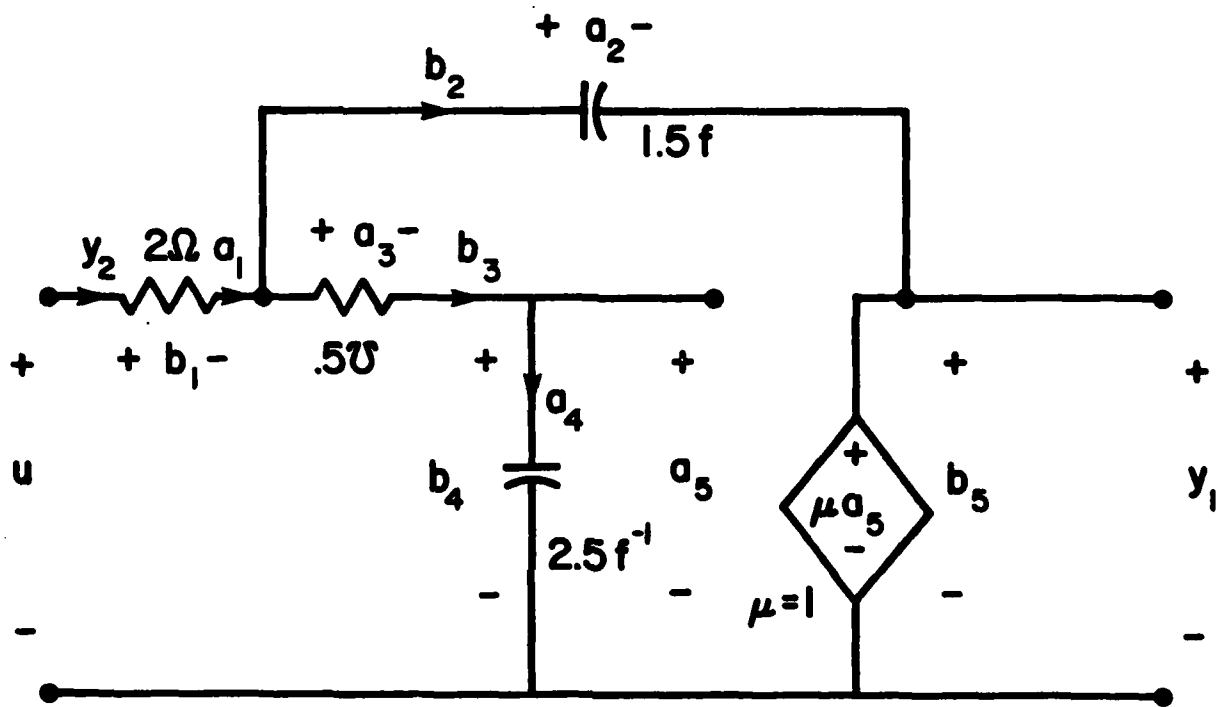 + a₂ -
b₂
1.5 f
y₂ 2Ω a₁ + a₃ - b₃
+ b₁ - .5℧
+ + + +
a₄
u b₄ a₅ + μa₅ - b₅ y₁
2.5 f⁻¹
μ=1
- - - - -